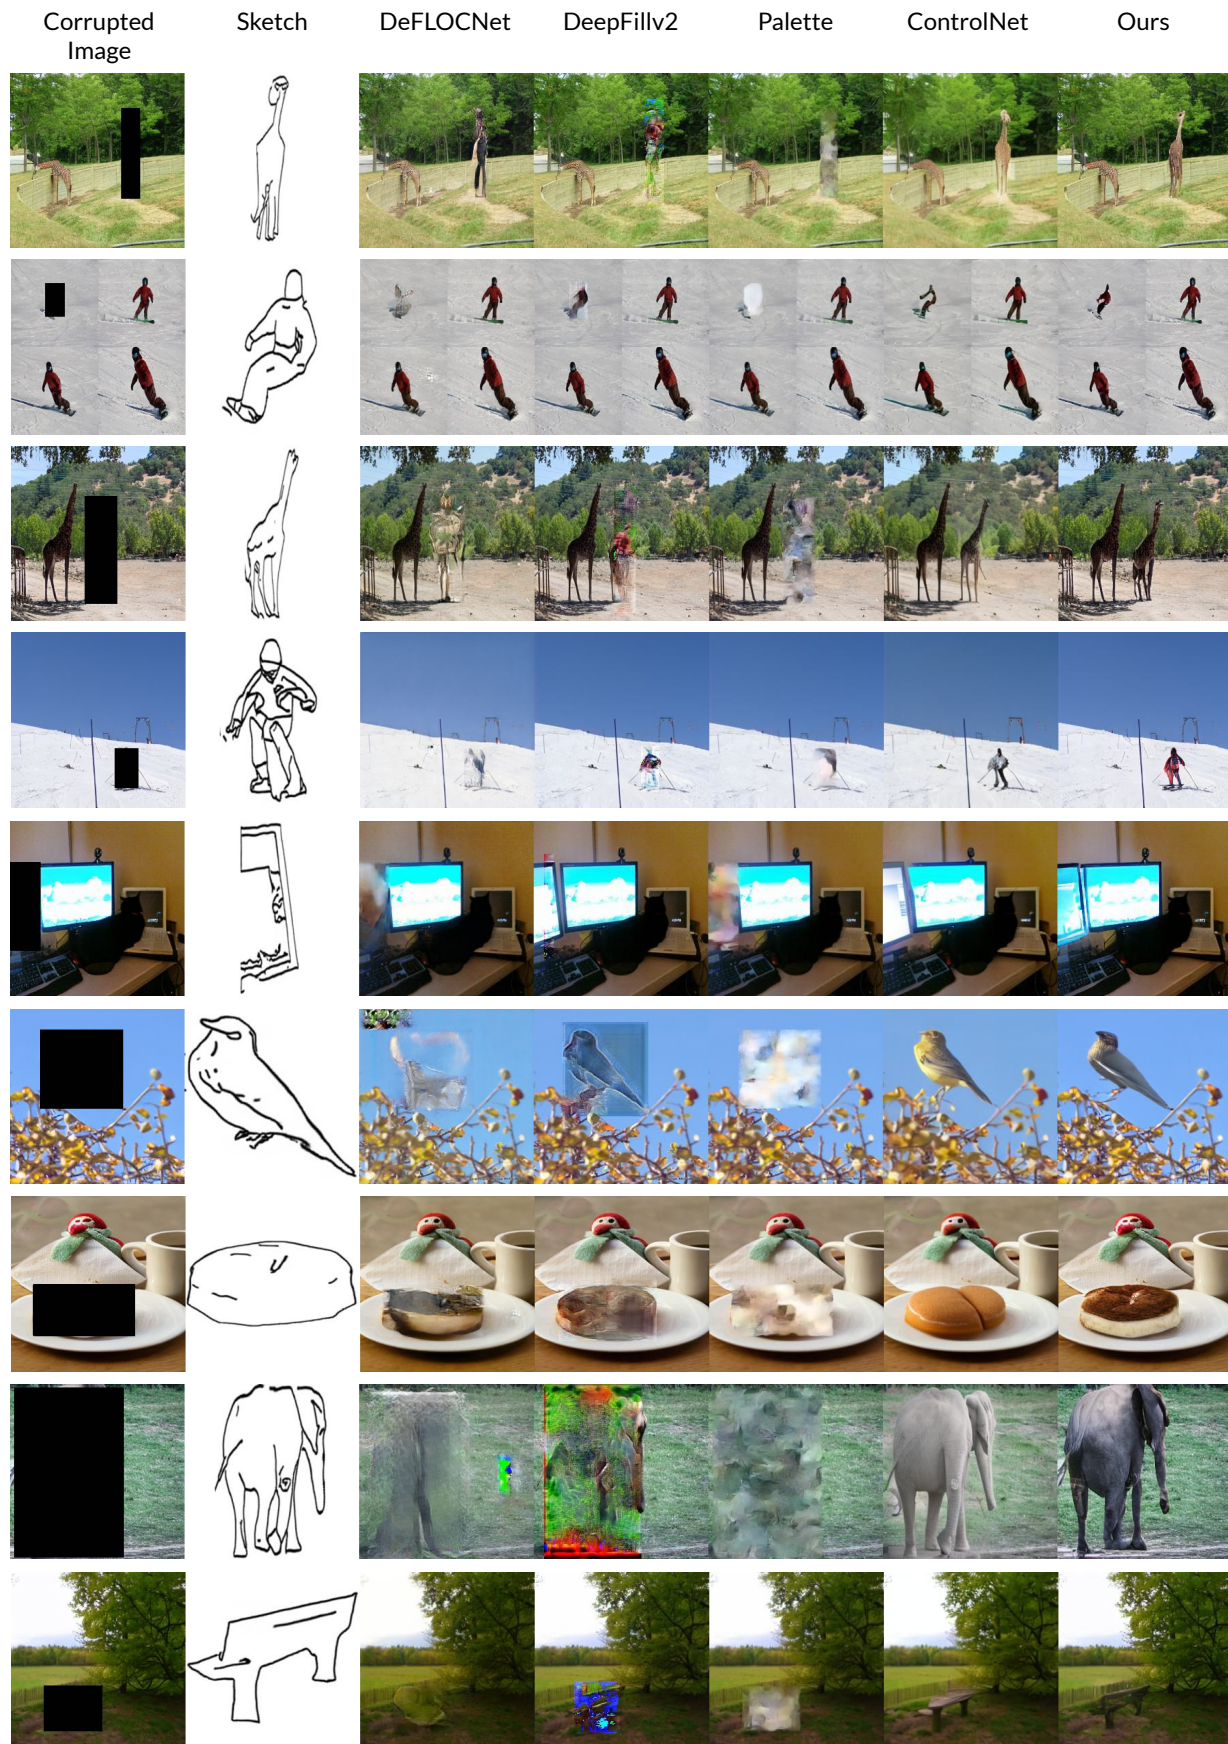 Corrupted
Image
Sketch
DeFLOCNet
DeepFillv2
Palette
ControlNet
Ours